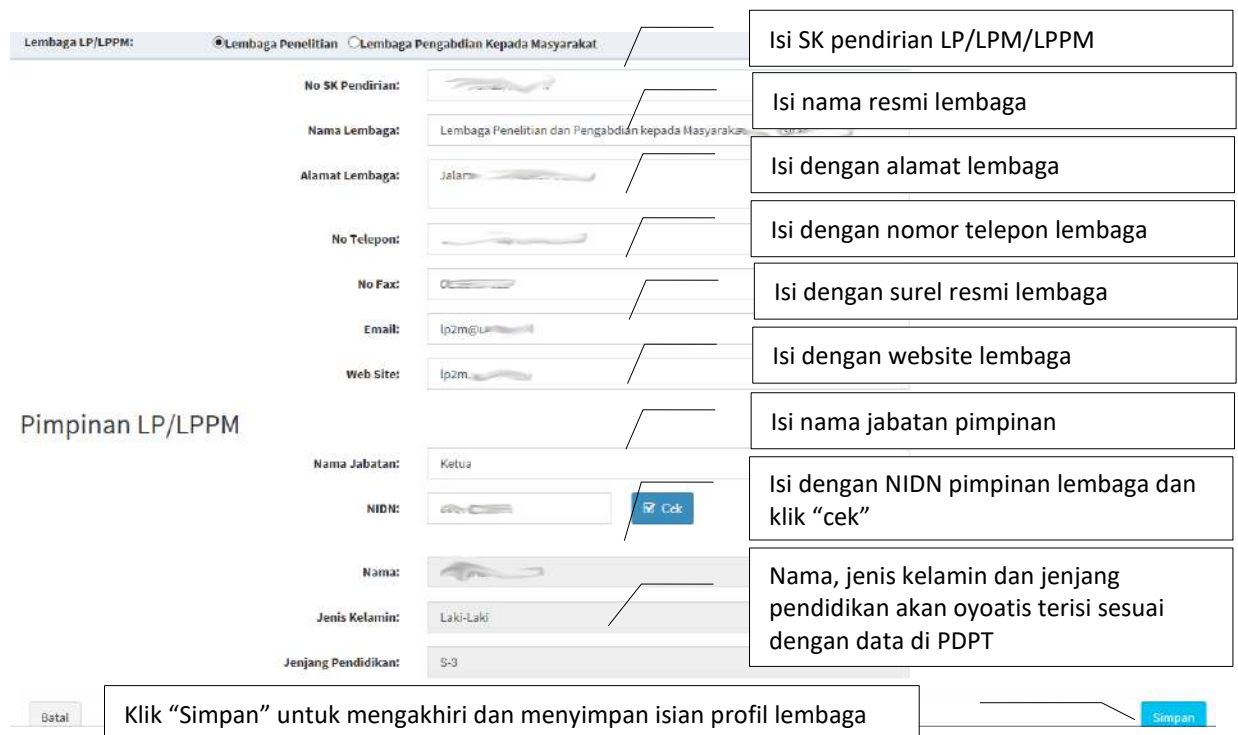 Isi SK pendirian LP/LPM/LPPM
Lembaga LP/LPPM: Lembaga Penelitian Lembaga Pengabdian Kepada Masyarakat
No SK Pendirian:
Isi nama resmi lembaga
Nama Lembaga: Lembaga Penelitian dan Pengabdian kepada
Isi dengan alamat lembaga
Alamat Lembaga:
Isi dengan nomor telepon lembaga
No Telepon:
No Fax:
Isi dengan surel resmi lembaga
Email: lp2m@
Isi dengan website lembaga
Web Site: lp2m.
Pimpinan LP/LPPM
Isi nama jabatan pimpinan
Nama Jabatan: Ketua
Isi dengan NIDN pimpinan lembaga dan
klik “cek”
NIDN: Cek
Nama:
Nama, jenis kelamin dan jenjang
pendidikan akan oyoatis terisi sesuai
dengan data di PDPT
Jenis Kelamin: Laki-Laki
Jenjang Pendidikan: S-3
Batal
Klik “Simpan” untuk mengakhiri dan menyimpan isian profil lembaga
Simpan